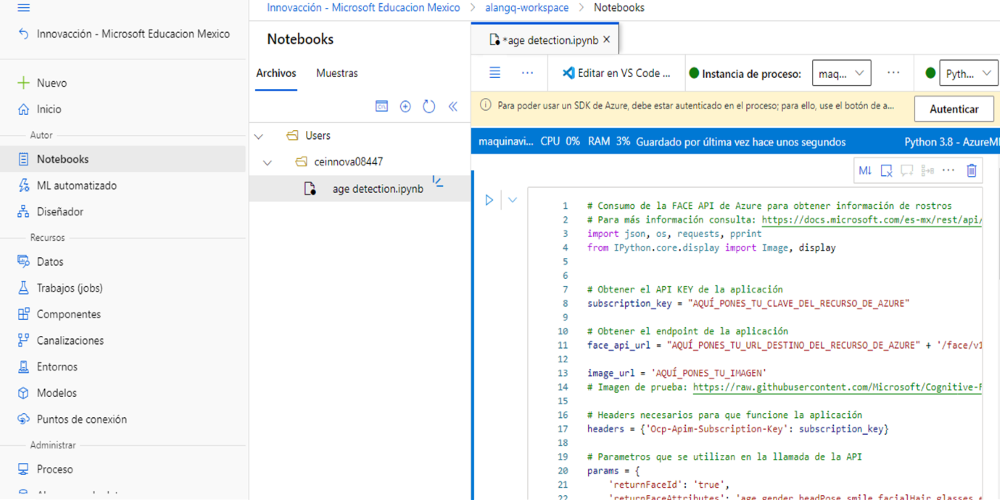 Innovacción - Microsoft Educacion Mexico > alangq-workspace > Notebooks
Innovacción - Microsoft Educacion Mexico
Nuevo
Inicio
Autor
Notebooks
ML automatizado
Diseñador
Recursos
Datos
Trabajos (jobs)
Componentes
Canalizaciones
Entornos
Modelos
Puntos de conexión
Administrar
Proceso
Notebooks
Archivos Muestras
Users
ceinnova08447
age detection.ipynb
*age detection.ipynb
Editar en VS Code ... Instancia de proceso: maq... Pyth...
Para poder usar un SDK de Azure, debe estar autenticado en el proceso; para ello, use el botón de a... Autenticar
maquinavi... CPU 0% RAM 3% Guardado por última vez hace unos segundos Python 3.8 - AzureMl
M↓
1 # Consumo de la FACE API de Azure para obtener información de rostros
2 # Para más información consulta: https://docs.microsoft.com/es-mx/rest/api/
3 import json, os, requests, pprint
4 from IPython.core.display import Image, display
5
6
7 # Obtener el API KEY de la aplicación
8 subscription_key = "AQUÍ_PONES_TU_CLAVE_DEL_RECURSO_DE_AZURE"
9
10 # Obtener el endpoint de la aplicación
11 face_api_url = "AQUÍ_PONES_TU_URL_DESTINO_DEL_RECURSO_DE_AZURE" + '/face/v1
12
13 image_url = 'AQUÍ_PONES_TU_IMAGEN'
14 # Imagen de prueba: https://raw.githubusercontent.com/Microsoft/Cognitive-F
15
16 # Headers necesarios para que funcione la aplicación
17 headers = {'Ocp-Apim-Subscription-Key': subscription_key}
18
19 # Parametros que se utilizan en la llamada de la API
20 params = {
21 'returnFaceId': 'true',
22 'returnFaceAttributes': 'age,gender,headPose,smile,facialHair,glasses,